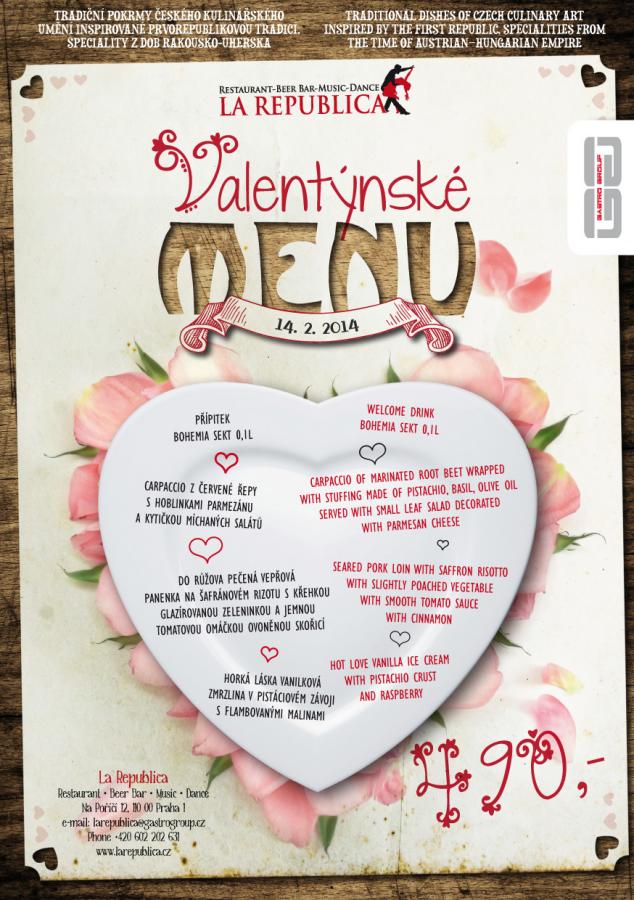 TRADIČNÍ POKRMY ČESKÉHO KULINÁŘSKÉHO
UMĚNÍ INSPIROVANÉ PRVOREPUBLIKOVOU TRADICI.
SPECIALITY Z DOB RAKOUSKO-UHERSKA
TRADITIONAL DISHES OF CZECH CULINARY ART
INSPIRED BY THE FIRST REPUBLIC. SPECIALITIES FROM
THE TIME OF AUSTRIAN-HUNGARIAN EMPIRE
RESTAURANT-BEER BAR-MUSIC-DANCE
LA REPUBLICA
GASTRO GROUP
Valentýnské
MENU
14. 2. 2014
PŘÍPITEK
BOHEMIA SEKT 0,1L
CARPACCIO Z ČERVENÉ ŘEPY
S HOBLINKAMI PARMEZÁNU
A KYTIČKOU MÍCHANÝCH SALÁTŮ
DO RŮŽOVA PEČENÁ VEPŘOVÁ
PANENKA NA ŠAFRÁNOVÉM RIZOTU S KŘEHKOU
GLAZÍROVANOU ZELENINKOU A JEMNOU
TOMATOVOU OMÁČKOU OVONĚNOU SKOŘICÍ
HORKÁ LÁSKA VANILKOVÁ
ZMRZLINA V PISTÁCIOVÉM ZÁVOJI
S FLAMBOVANÝMI MALINAMI
WELCOME DRINK
BOHEMIA SEKT 0,1L
CARPACCIO OF MARINATED ROOT BEET WRAPPED
WITH STUFFING MADE OF PISTACHIO, BASIL, OLIVE OIL
SERVED WITH SMALL LEAF SALAD DECORATED
WITH PARMESAN CHEESE
SEARED PORK LOIN WITH SAFFRON RISOTTO
WITH SLIGHTLY POACHED VEGETABLE
WITH SMOOTH TOMATO SAUCE
WITH CINNAMON
HOT LOVE VANILLA ICE CREAM
WITH PISTACHIO CRUST
AND RASPBERRY
490,-
La Republica
Restaurant • Beer Bar • Music • Dance
Na Poříčí 12, 110 00 Praha 1
e-mail: larepublica@gastrogroup.cz
Phone +420 602 202 631
www.larepublica.cz